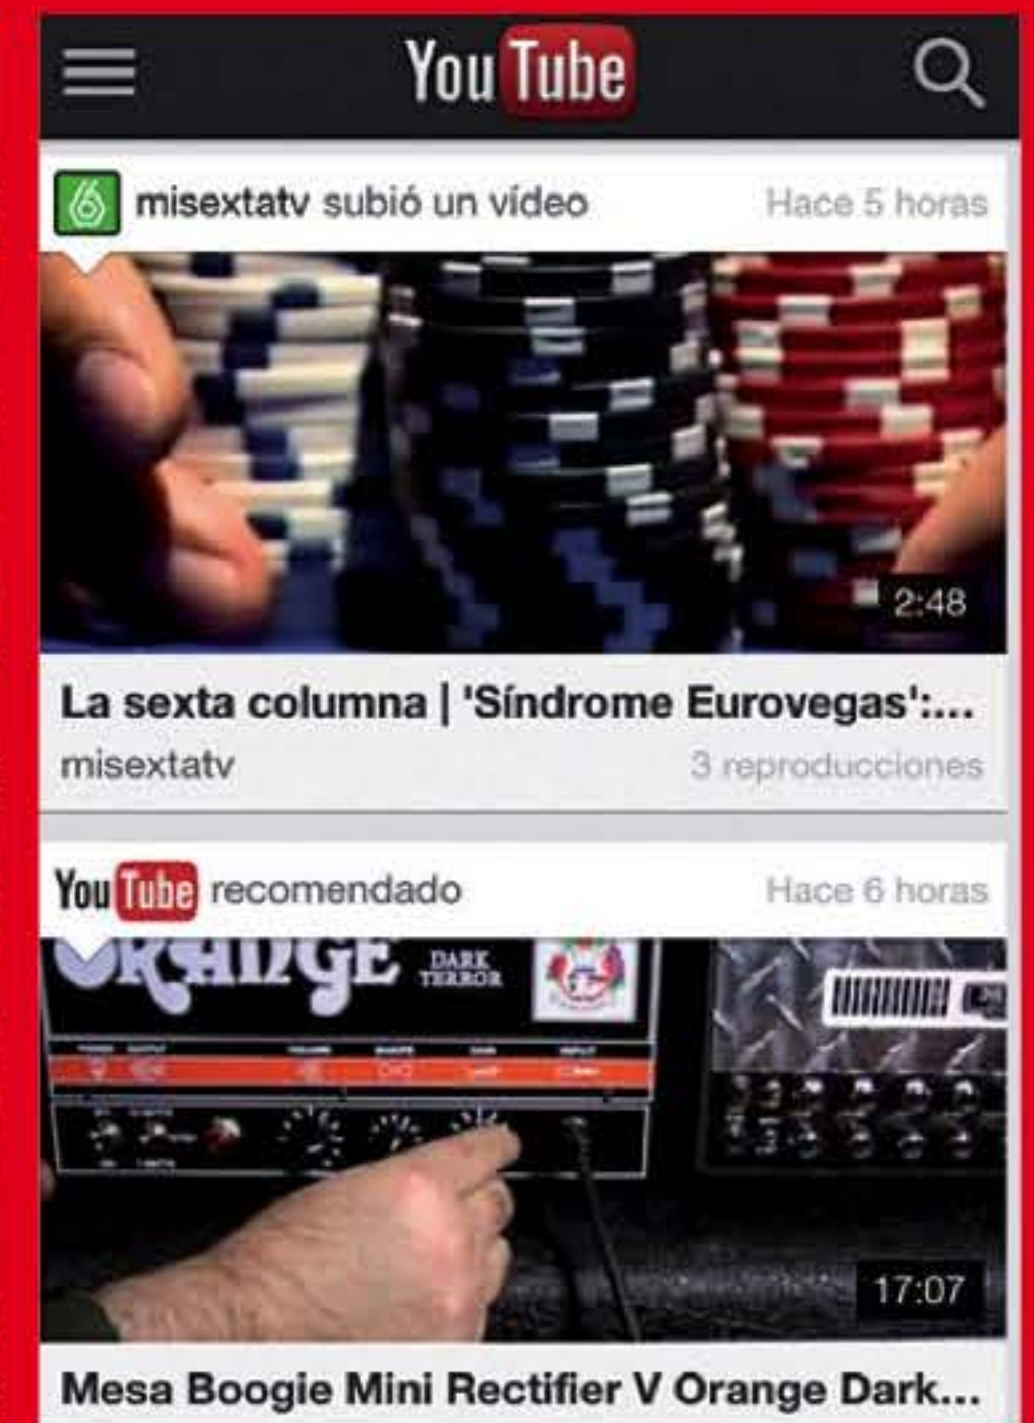 YouTube
misextatv subió un vídeo Hace 5 horas
2:48
La sexta columna | 'Síndrome Eurovegas':...
misextatv 3 reproducciones
YouTube recomendado Hace 6 horas
ORANGE DARK
TERROR
17:07
Mesa Boogie Mini Rectifier V Orange Dark...